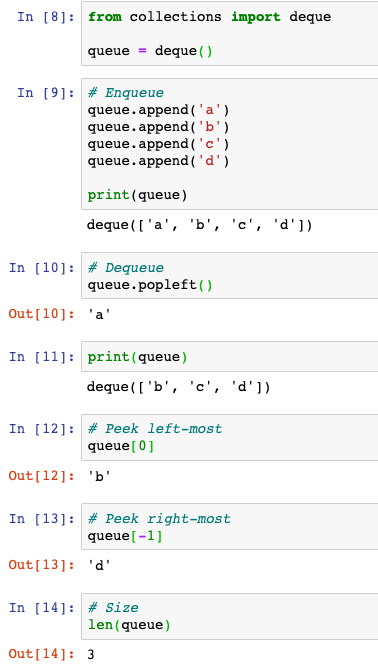 In [8]: from collections import deque
queue = deque()
In [9]: # Enqueue
queue.append('a')
queue.append('b')
queue.append('c')
queue.append('d')
print(queue)
deque(['a', 'b', 'c', 'd'])
In [10]: # Dequeue
queue.popleft()
Out[10]: 'a'
In [11]: print(queue)
deque(['b', 'c', 'd'])
In [12]: # Peek left-most
queue[0]
Out[12]: 'b'
In [13]: # Peek right-most
queue[-1]
Out[13]: 'd'
In [14]: # Size
len(queue)
Out[14]: 3